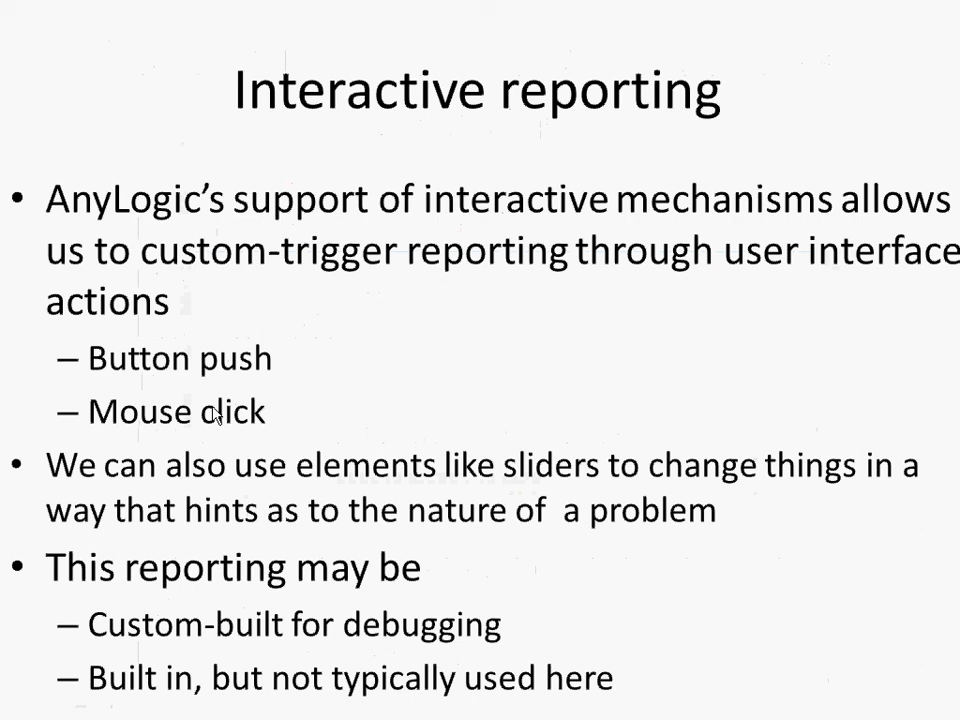 Interactive reporting
• AnyLogic’s support of interactive mechanisms allows
us to custom-trigger reporting through user interface
actions
– Button push
– Mouse click
• We can also use elements like sliders to change things in a
way that hints as to the nature of a problem
• This reporting may be
– Custom-built for debugging
– Built in, but not typically used here